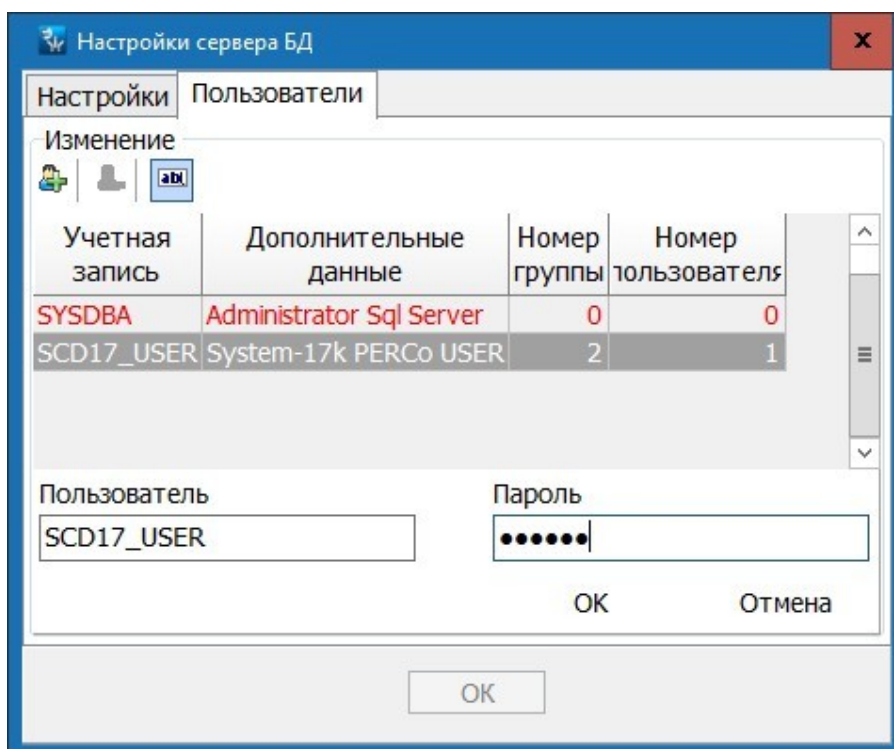 Настройки сервера БД
x
Настройки Пользователи
Изменение
ab
Учетная запись Дополнительные данные Номер группы Номер пользователя
SYSDBA Administrator Sql Server 0 0
SCD17_USER System-17k PERCo USER 2 1
Пользователь Пароль
SCD17_USER ●●●●●●
OK Отмена
OK